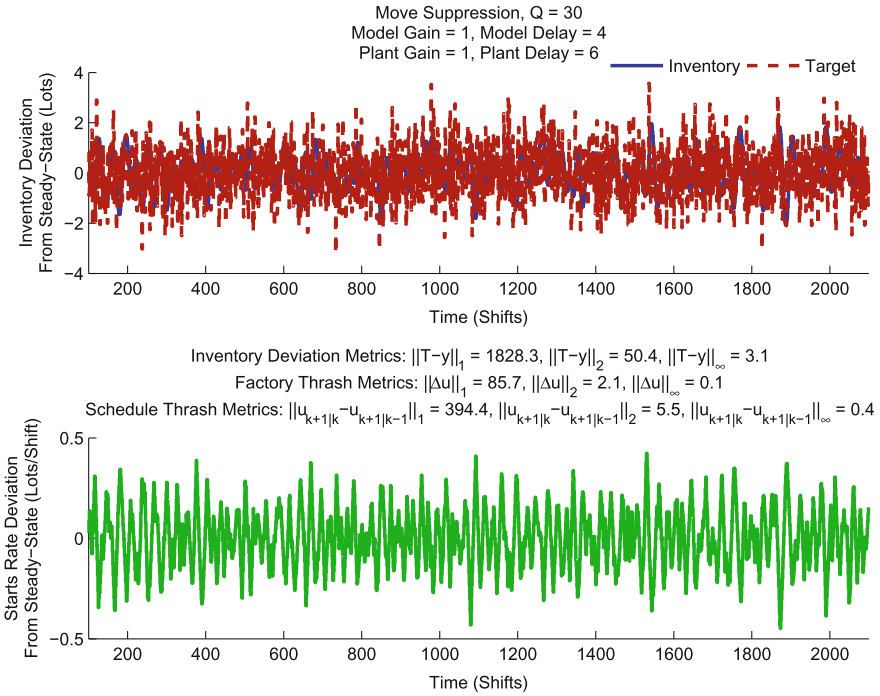 Move Suppression, Q = 30
Model Gain = 1, Model Delay = 4
Plant Gain = 1, Plant Delay = 6
Inventory Target
Inventory Deviation
From Steady−State (Lots)
4
2
0
−2
−4
200 400 600 800 1000 1200 1400 1600 1800 2000
Time (Shifts)
Inventory Deviation Metrics: ||T−y||1 = 1828.3, ||T−y||2 = 50.4, ||T−y||∞ = 3.1
Factory Thrash Metrics: ||Δu||1 = 85.7, ||Δu||2 = 2.1, ||Δu||∞ = 0.1
Schedule Thrash Metrics: ||uk+1|k−uk+1|k−1||1 = 394.4, ||uk+1|k−uk+1|k−1||2 = 5.5, ||uk+1|k−uk+1|k−1||∞ = 0.4
Starts Rate Deviation
From Steady−State (Lots/Shift)
0.5
0
−0.5
200 400 600 800 1000 1200 1400 1600 1800 2000
Time (Shifts)